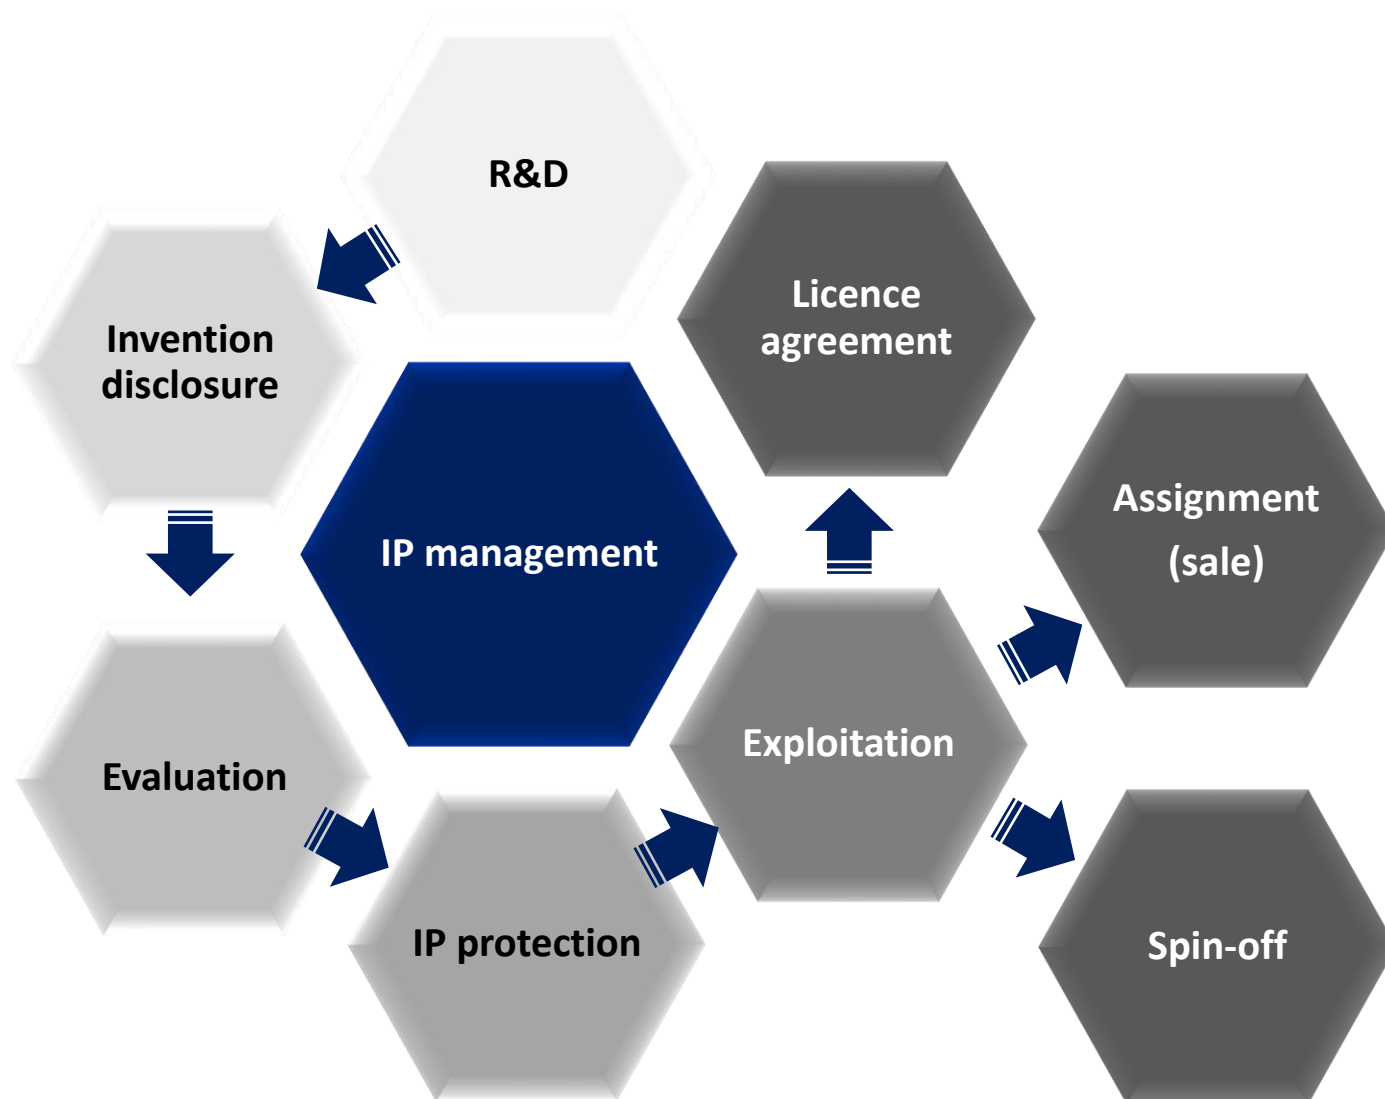 R&D
Invention
disclosure
Licence
agreement
IP management
Assignment
(sale)
Evaluation
Exploitation
IP protection
Spin-off